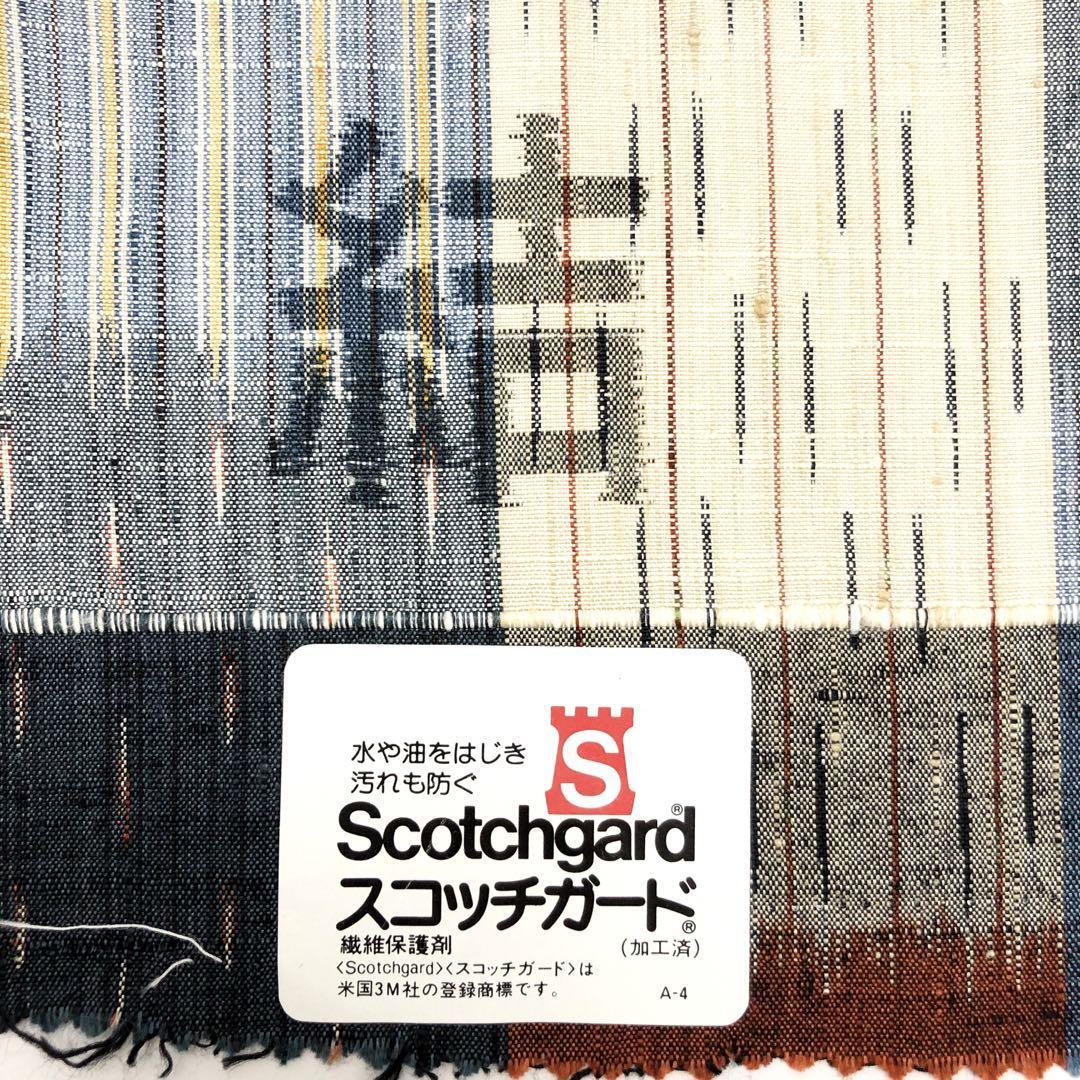 紬
水や油をはじき
汚れも防ぐ
S
Scotchgard®
スコッチガード®
繊維保護剤 (加工済)
<Scotchgard><スコッチガード>は
米国3M社の登録商標です。 A-4